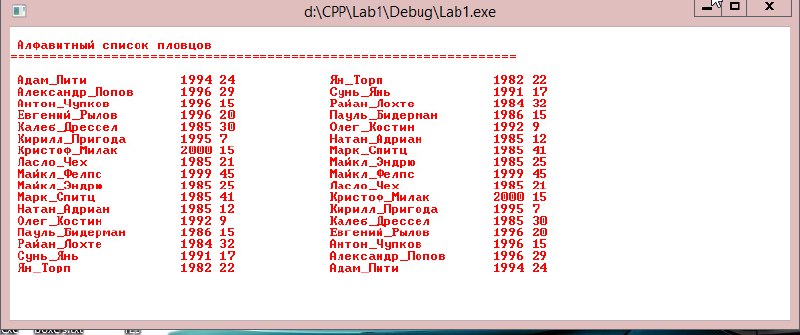 d:\CPP\Lab1\Debug\Lab1.exe
Алфавитный список пловцов
================================================================
Адам_Пити 1994 24 Ян_Торп 1982 22
Александр_Попов 1996 29 Сунь_Янь 1991 17
Антон_Чупков 1996 15 Райан_Лохте 1984 32
Евгений_Рылов 1996 20 Пауль_Бидерман 1986 15
Калеб_Дрессел 1985 30 Олег_Костин 1992 9
Кирилл_Пригода 1995 7 Натан_Адриан 1985 12
Кристоф_Милак 2000 15 Марк_Спитц 1985 41
Ласло_Чех 1985 21 Майкл_Эндрю 1985 25
Майкл_Фелпс 1999 45 Майкл_Фелпс 1999 45
Майкл_Эндрю 1985 25 Ласло_Чех 1985 21
Марк_Спитц 1985 41 Кристоф_Милак 2000 15
Натан_Адриан 1985 12 Кирилл_Пригода 1995 7
Олег_Костин 1992 9 Калеб_Дрессел 1985 30
Пауль_Бидерман 1986 15 Евгений_Рылов 1996 20
Райан_Лохте 1984 32 Антон_Чупков 1996 15
Сунь_Янь 1991 17 Александр_Попов 1996 29
Ян_Торп 1982 22 Адам_Пити 1994 24